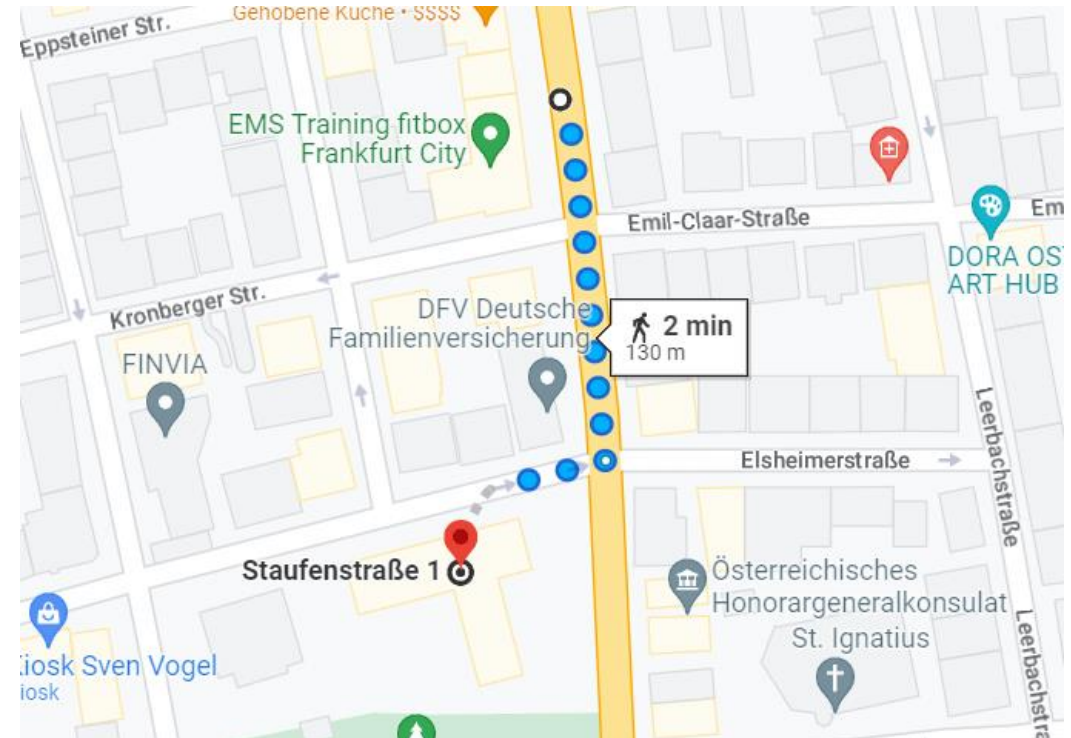 Gehobene Küche • $$$$
Eppsteiner Str.
EMS Training fitbox
Frankfurt City
Emil-Claar-Straße
Em
DORA OS
ART HUB
Kronberger Str.
DFV Deutsche
Familienversicherung
2 min
130 m
FINVIA
Leerbachstraße
Elsheimerstraße
Staufenstraße 1
Österreichisches
Honorargeneralkonsulat
St. Ignatius
Leerbachstra
Kiosk Sven Vogel
iosk